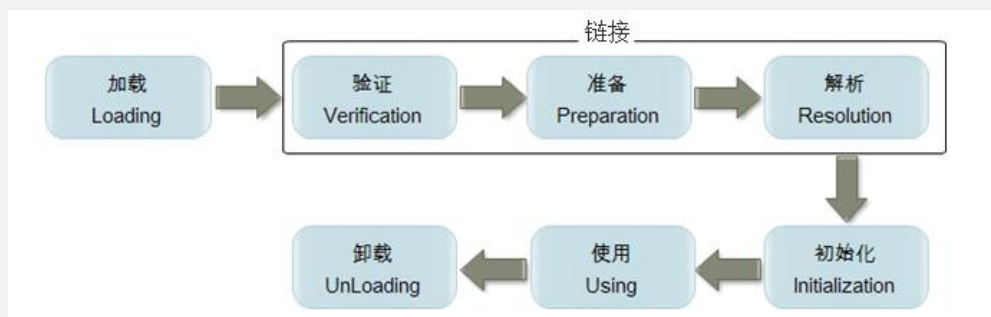 链接
加载
Loading
验证
Verification
准备
Preparation
解析
Resolution
初始化
Initialization
使用
Using
卸载
UnLoading